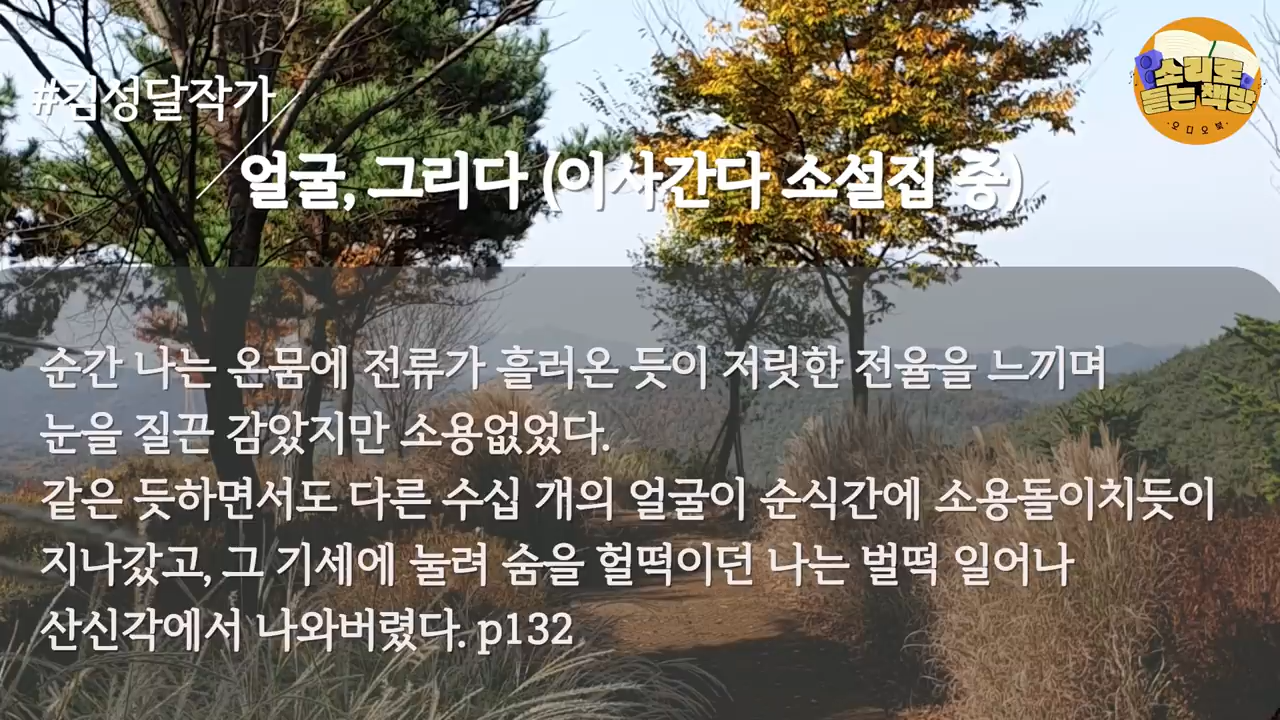 #김성달작가
소리로
듣는책방
·오디오북·
얼굴, 그리다 (이사간다 소설집 중)
순간 나는 온몸에 전류가 흘러온 듯이 저릿한 전율을 느끼며
눈을 질끈 감았지만 소용없었다.
같은 듯하면서도 다른 수십 개의 얼굴이 순식간에 소용돌이치듯이
지나갔고, 그 기세에 눌려 숨을 헐떡이던 나는 벌떡 일어나
산신각에서 나와버렸다. p132